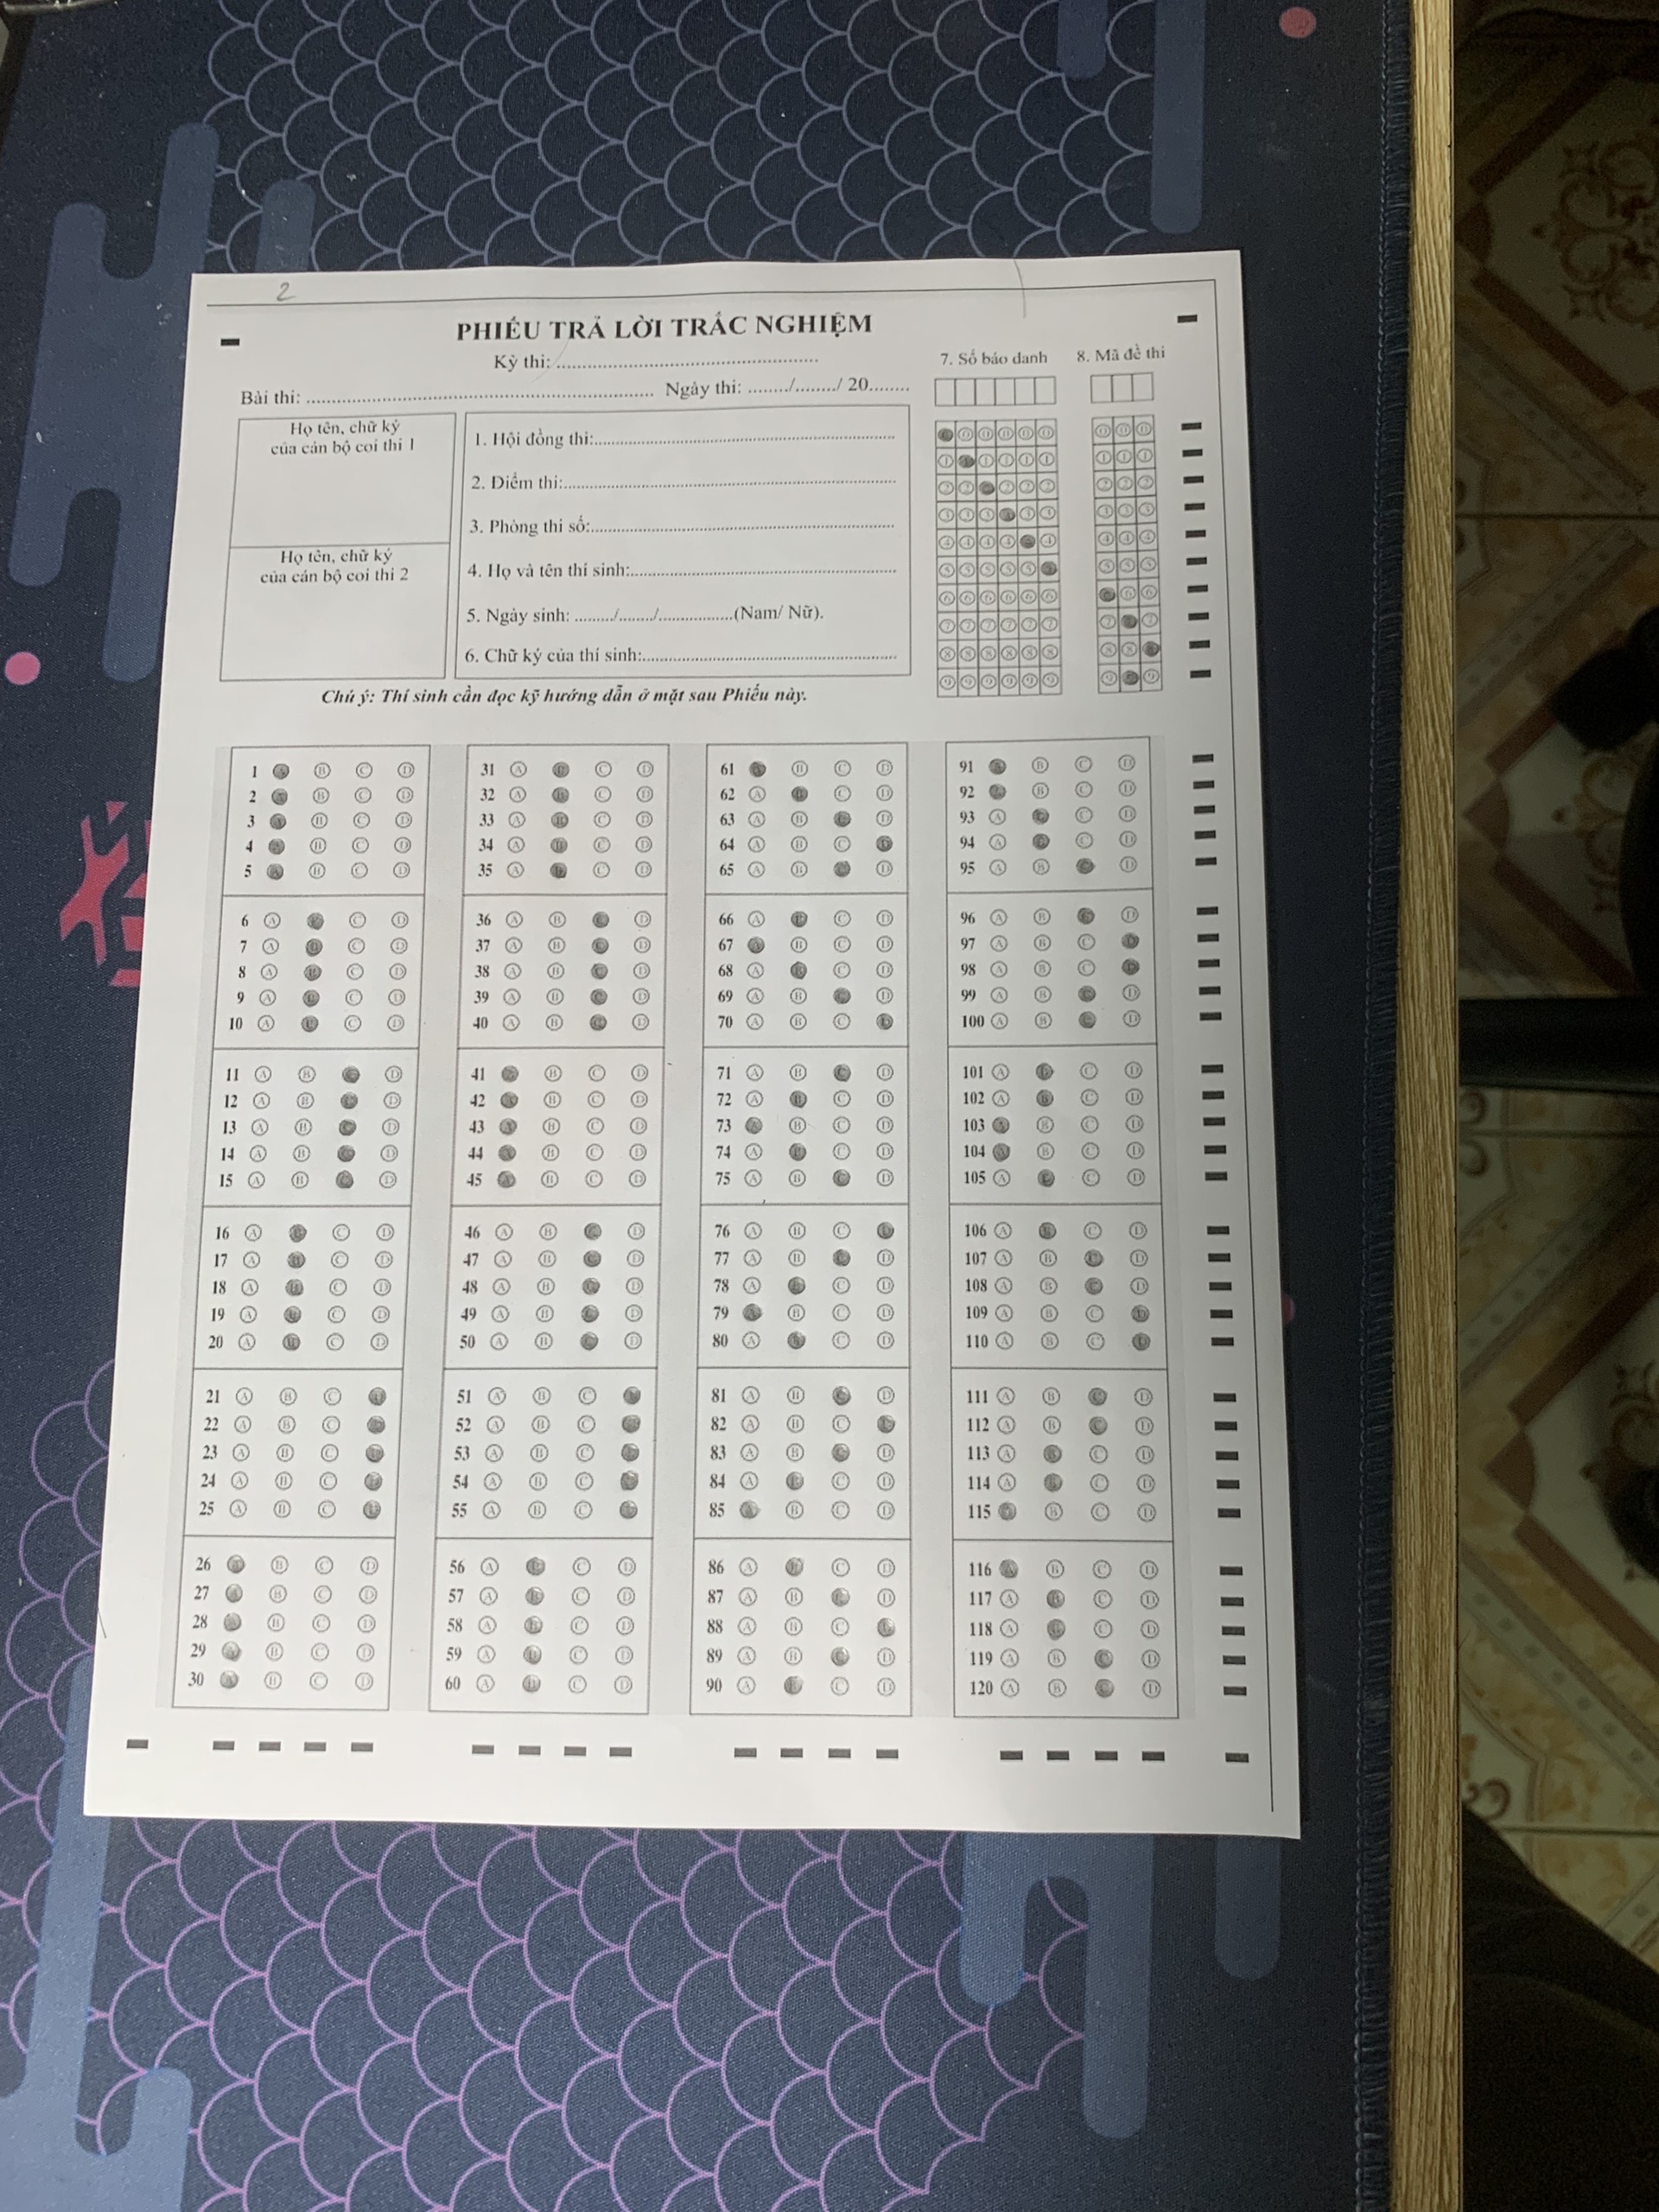 2
PHIẾU TRẢ LỜI TRẮC NGHIỆM
Kỳ thi: ........................................................
Bài thi: ........................................................................... Ngày thi: ......../......../ 20........
7. Số báo danh
8. Mã đề thi
Họ tên, chữ ký
của cán bộ coi thi 1
Họ tên, chữ ký
của cán bộ coi thi 2
1. Hội đồng thi:................................................................
2. Điểm thi:......................................................................
3. Phòng thi số:................................................................
4. Họ và tên thí sinh:........................................................
5. Ngày sinh: ........./......../................(Nam/ Nữ).
6. Chữ ký của thí sinh:......................................................
Chú ý: Thí sinh cần đọc kỹ hướng dẫn ở mặt sau Phiếu này.
1 B C D
2 B C D
3 B C D
4 B C D
5 B C D
6 A C D
7 A C D
8 A C D
9 A C D
10 A C D
11 A B D
12 A B D
13 A B D
14 A B D
15 A B D
16 A C D
17 A C D
18 A C D
19 A C D
20 A C D
21 A B C
22 A B C
23 A B C
24 A B C
25 A B C
26 B C D
27 B C D
28 B C D
29 B C D
30 B C D
31 A C D
32 A C D
33 A C D
34 A C D
35 A C D
36 A B D
37 A B D
38 A B D
39 A B D
40 A B D
41 B C D
42 B C D
43 B C D
44 B C D
45 B C D
46 A B D
47 A B D
48 A B D
49 A B D
50 A B D
51 A B C
52 A B C
53 A B C
54 A B C
55 A B C
56 A C D
57 A C D
58 A C D
59 A C D
60 A C D
61 B C D
62 A C D
63 A B D
64 A B C
65 A B D
66 A C D
67 B C D
68 A C D
69 A B D
70 A B C
71 A B D
72 A C D
73 B C D
74 A C D
75 A B D
76 A B C
77 A B D
78 A C D
79 B C D
80 A C D
81 A B D
82 A B C
83 A B D
84 A C D
85 B C D
86 A C D
87 A B D
88 A B C
89 A B D
90 A C D
91 B C D
92 B C D
93 A C D
94 A C D
95 A B D
96 A B D
97 A B C
98 A B C
99 A B D
100 A B D
101 A C D
102 A C D
103 B C D
104 B C D
105 A C D
106 A C D
107 A B D
108 A B D
109 A B C
110 A B C
111 A B D
112 A B D
113 A C D
114 A C D
115 B C D
116 B C D
117 A C D
118 A C D
119 A B D
120 A B D